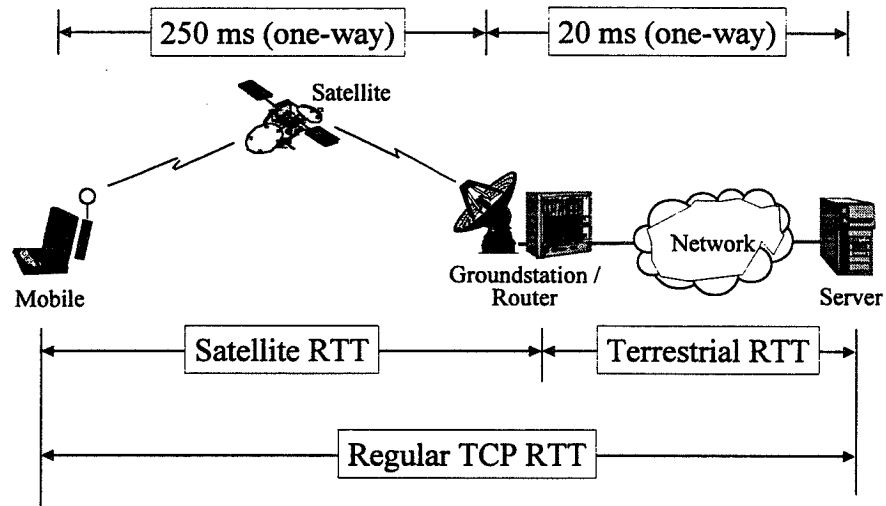 250 ms (one-way)
20 ms (one-way)
Satellite
Mobile
Groundstation /
Router
Network
Server
Satellite RTT
Terrestrial RTT
Regular TCP RTT